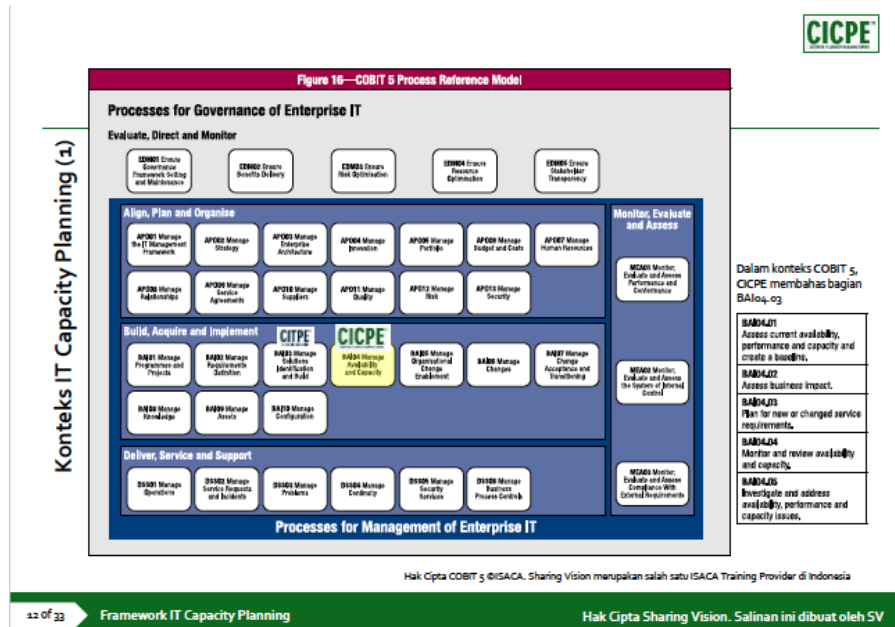 CICPE
Konteks IT Capacity Planning (1)
Figure 16—COBIT 5 Process Reference Model
Processes for Governance of Enterprise IT
Evaluate, Direct and Monitor
EDM01 Ensure
Governance
Framework Setting
and Maintenance
EDM02 Ensure
Benefits Delivery
EDM03 Ensure
Risk Optimisation
EDM04 Ensure
Resource
Optimisation
EDM05 Ensure
Stakeholder
Transparency
Align, Plan and Organise
APO01 Manage
the IT Management
Framework
APO02 Manage
Strategy
APO03 Manage
Enterprise
Architecture
APO04 Manage
Innovation
APO05 Manage
Portfolio
APO06 Manage
Budget and Costs
APO07 Manage
Human Resources
APO08 Manage
Relationships
APO09 Manage
Service
Agreements
APO10 Manage
Suppliers
APO11 Manage
Quality
APO12 Manage
Risk
APO13 Manage
Security
Build, Acquire and Implement
CITPE
CICPE
BAI01 Manage
Programmes and
Projects
BAI02 Manage
Requirements
Definition
BAI03 Manage
Solutions
Identification
and Build
BAI04 Manage
Availability
and Capacity
BAI05 Manage
Organisational
Change
Enablement
BAI06 Manage
Changes
BAI07 Manage
Change
Acceptance and
Transitioning
BAI08 Manage
Knowledge
BAI09 Manage
Assets
BAI10 Manage
Configuration
Deliver, Service and Support
DSS01 Manage
Operations
DSS02 Manage
Service Requests
and Incidents
DSS03 Manage
Problems
DSS04 Manage
Continuity
DSS05 Manage
Security
Services
DSS06 Manage
Business
Process Controls
Monitor, Evaluate
and Assess
MEA01 Monitor,
Evaluate and Assess
Performance and
Conformance
MEA02 Monitor,
Evaluate and Assess
the System of Internal
Control
MEA03 Monitor,
Evaluate and Assess
Compliance With
External Requirements
Processes for Management of Enterprise IT
Dalam konteks COBIT 5,
CICPE membahas bagian
BAI04.03
BAI04.01
Assess current availability,
performance and capacity and
create a baseline.
BAI04.02
Assess business impact.
BAI04.03
Plan for new or changed service
requirements.
BAI04.04
Monitor and review availability
and capacity.
BAI04.05
Investigate and address
availability, performance and
capacity issues.
Hak Cipta COBIT 5 ©ISACA. Sharing Vision merupakan salah satu ISACA Training Provider di Indonesia
12 of 33
Framework IT Capacity Planning
Hak Cipta Sharing Vision. Salinan ini dibuat oleh SV